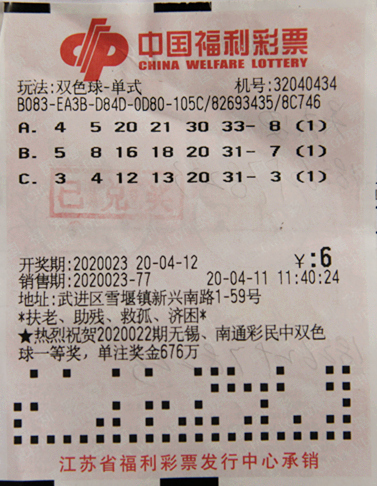 中国福利彩票
CHINA WELFARE LOTTERY
玩法:双色球-单式 机号:32040434
B083-EA3B-D84D-0D80-105C/82693435/8C746
A. 4 5 20 21 30 33- 8 (1)
B. 5 8 16 18 20 31- 7 (1)
C. 3 4 12 13 20 31- 3 (1)
已兑奖
开奖期:2020023 20-04-12 ￥:6
销售期:2020023-77 20-04-11 11:40:24
地址:武进区雪堰镇新兴南路1-59号
*扶老、助残、救孤、济困*
★热烈祝贺2020022期无锡、南通彩民中双色
球一等奖，单注奖金676万
江苏省福利彩票发行中心承销